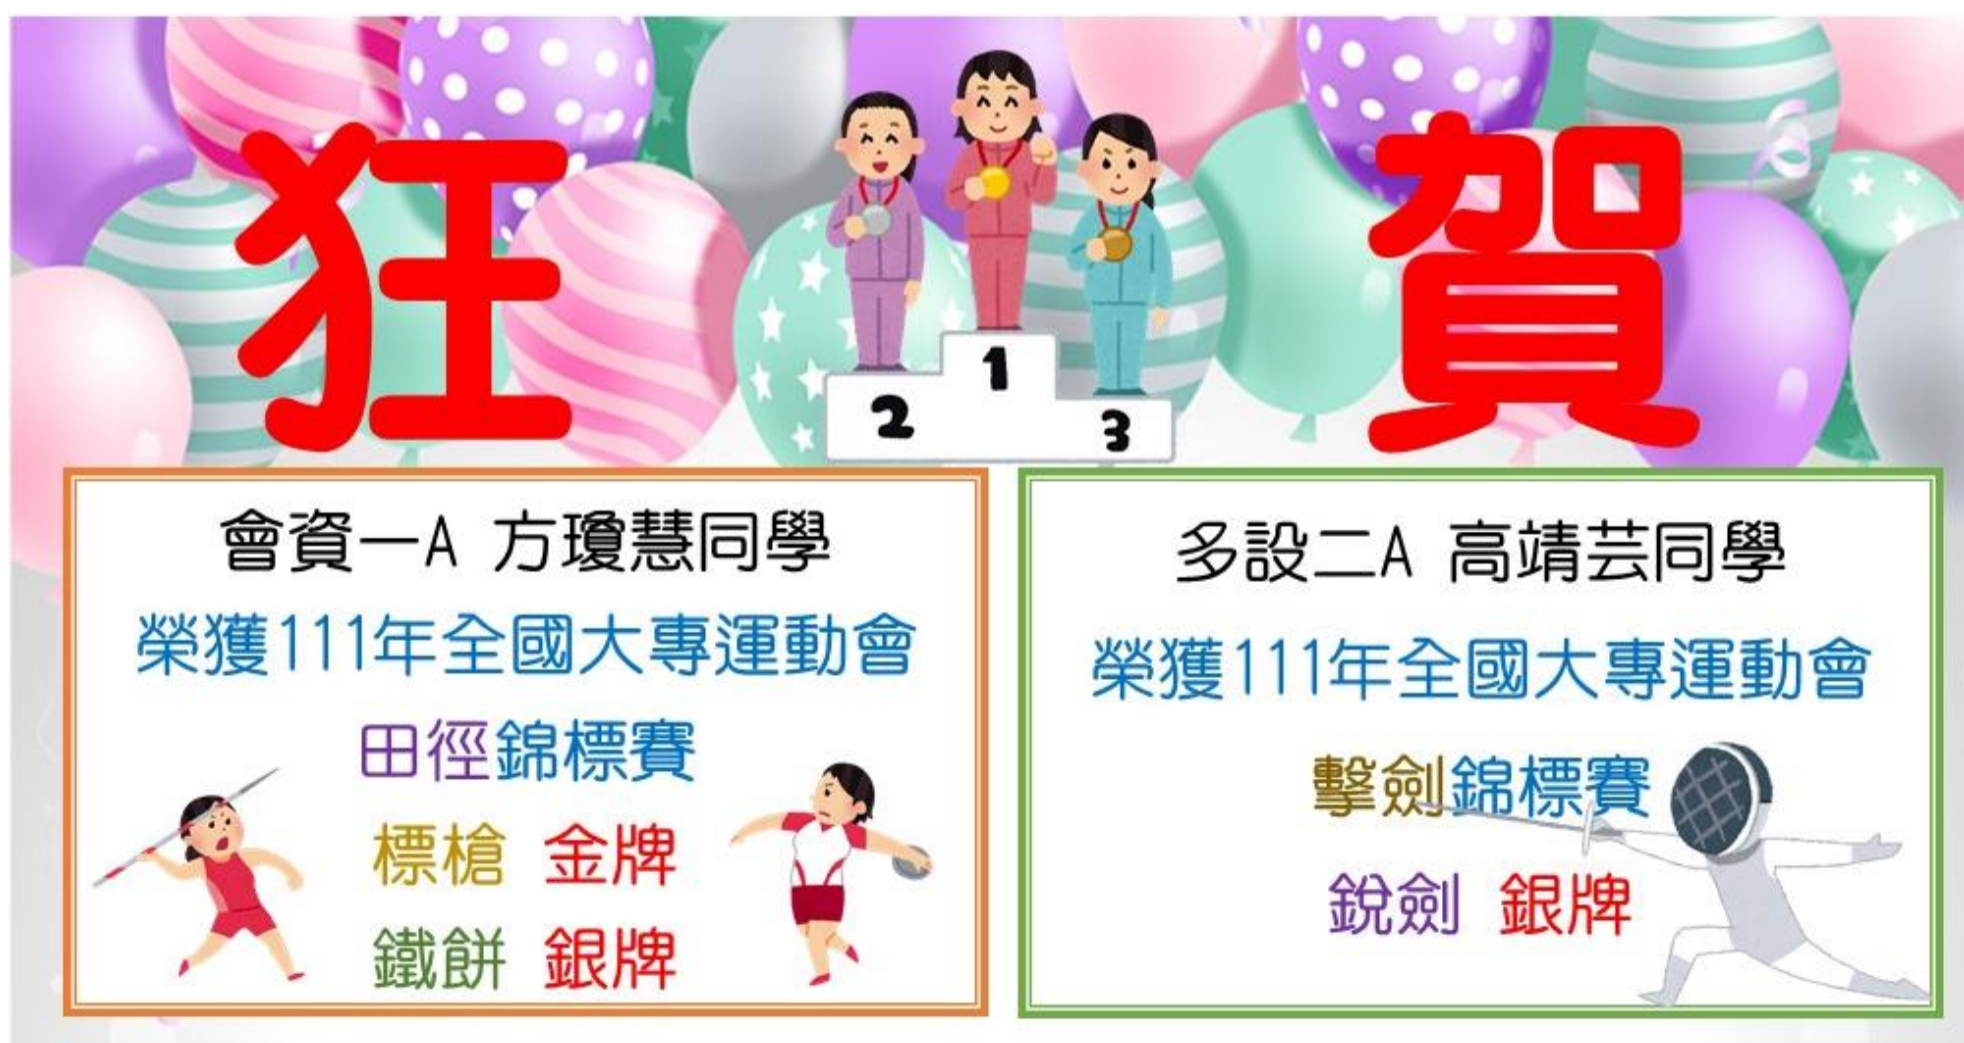 狂賀
1
2
3
會資一A 方瓊慧同學
榮獲111年全國大專運動會
田徑錦標賽
標槍 金牌
鐵餅 銀牌
多設二A 高靖芸同學
榮獲111年全國大專運動會
擊劍錦標賽
銳劍 銀牌